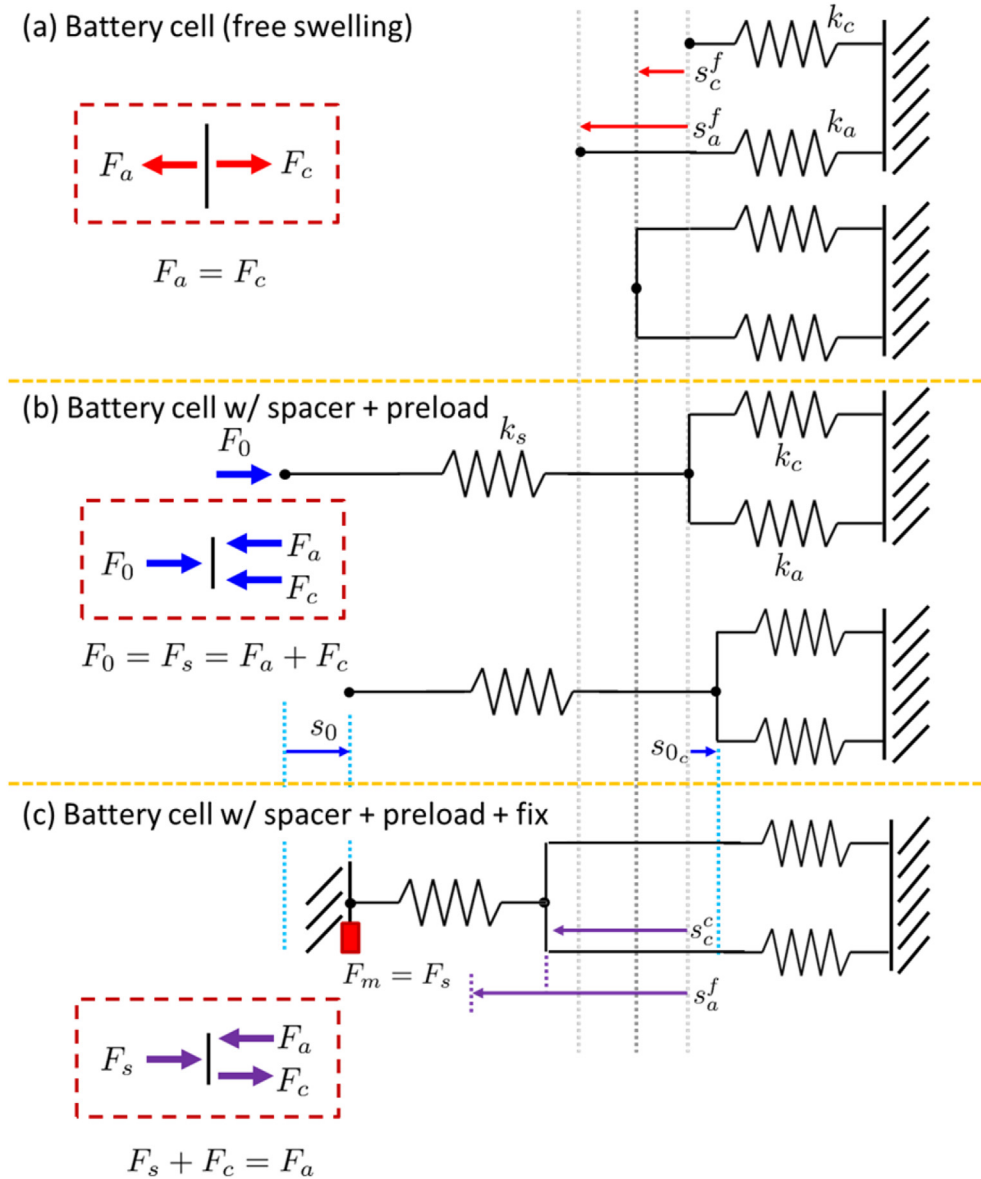 (a) Battery cell (free swelling)
k_c
s_c^f
s_a^f
k_a
F_a
F_c
F_a = F_c
(b) Battery cell w/ spacer + preload
F_0
k_s
k_c
F_0
F_a
F_c
k_a
F_0 = F_s = F_a + F_c
s_0
s_{0_c}
(c) Battery cell w/ spacer + preload + fix
s_c^c
F_m = F_s
s_a^f
F_s
F_a
F_c
F_s + F_c = F_a